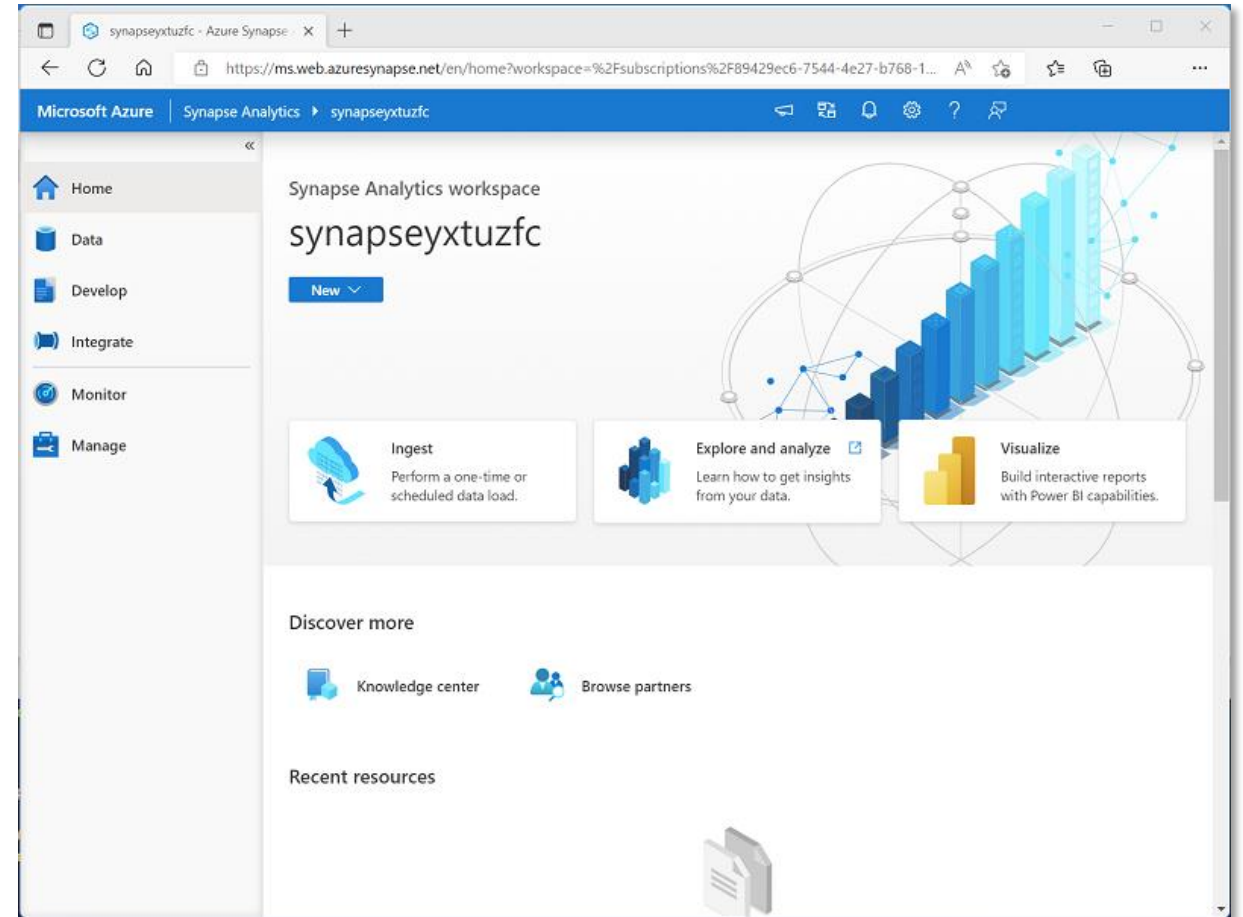 synapseyxtuzfc - Azure Synapse
https://ms.web.azuresynapse.net/en/home?workspace=%2Fsubscriptions%2F89429ec6-7544-4e27-b768-1...
Microsoft Azure | Synapse Analytics ▸ synapseyxtuzfc
Home
Data
Develop
Integrate
Monitor
Manage
Synapse Analytics workspace
synapseyxtuzfc
New
Ingest
Perform a one-time or
scheduled data load.
Explore and analyze
Learn how to get insights
from your data.
Visualize
Build interactive reports
with Power BI capabilities.
Discover more
Knowledge center
Browse partners
Recent resources